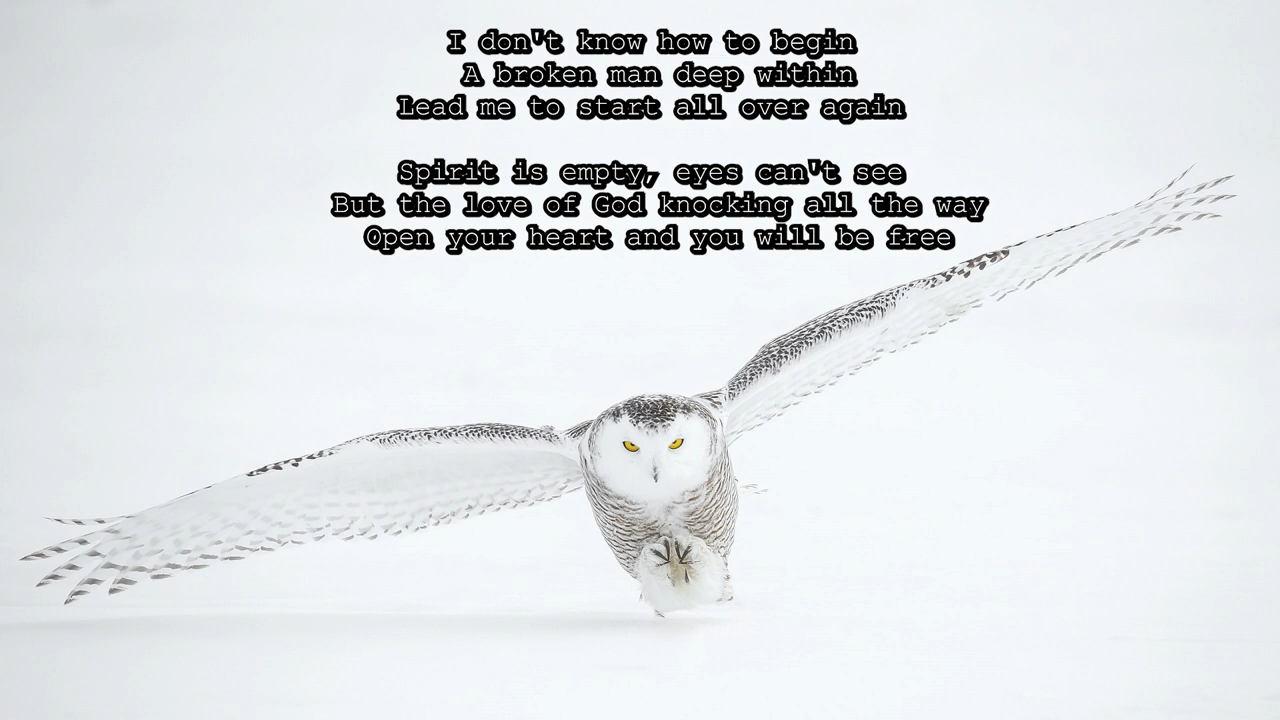 I don't know how to begin
A broken man deep within
Lead me to start all over again
Spirit is empty, eyes can't see
But the love of God knocking all the way
Open your heart and you will be free